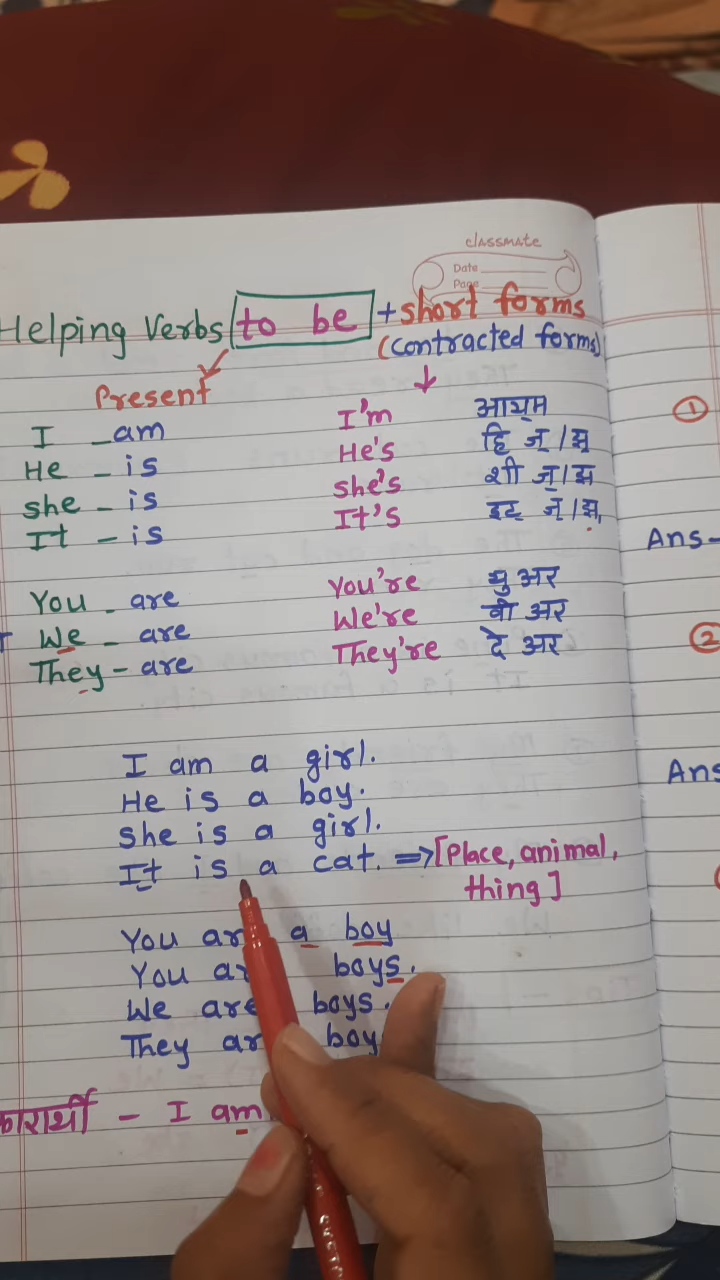 classmate
Date
Page
Helping Verbs to be + short forms
(contracted forms)
Present
I - am I'm आयम
He - is He's हि ज्/झ्
she - is she's शी ज्/झ
It - is It's इट् ज्/झ्
Ans-
You - are You're यु अर
We - are We're वी अर
They - are They're दे अर
①
②
I am a girl.
He is a boy.
She is a girl.
It is a cat. ⇒ [Place, animal,
thing]
Ans
You ar a boy
You ar boys.
We are boys.
They ar boy
कारार्थी - I am